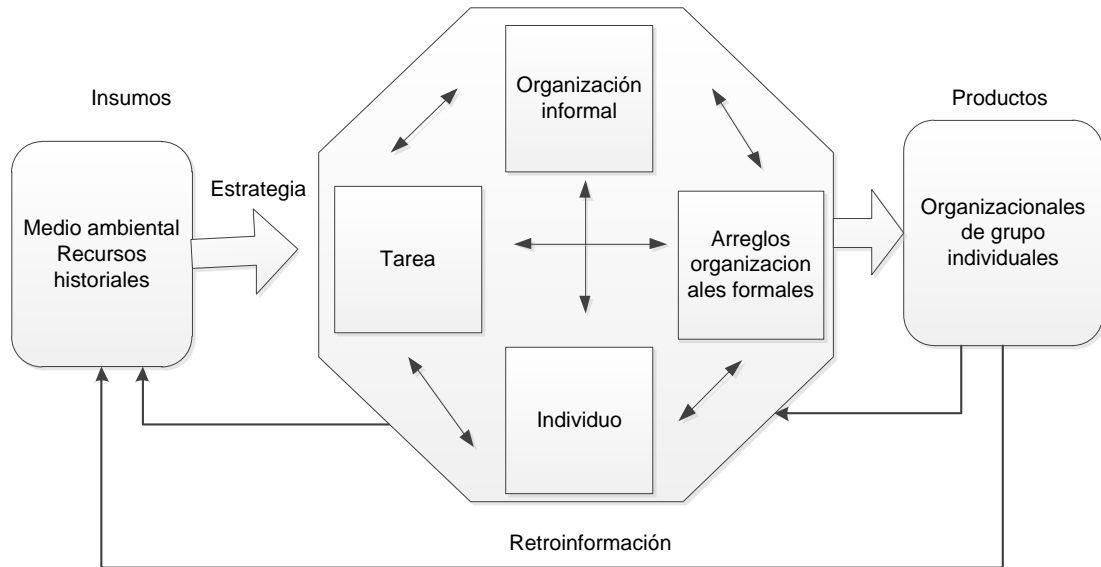 Insumos
Medio ambiental
Recursos
historiales
Estrategia
Organización
informal
Tarea
Arreglos
organizacion
ales formales
Individuo
Productos
Organizacionales
de grupo
individuales
Retroinformación